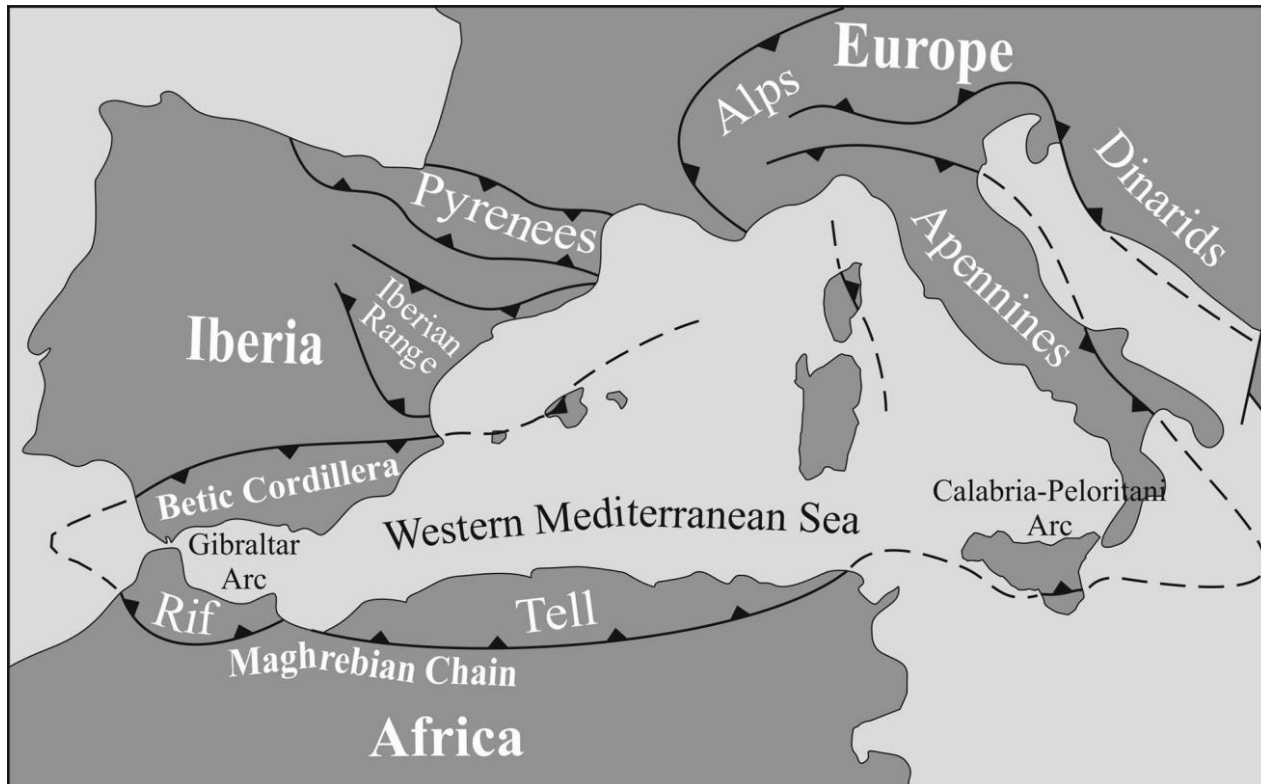 Europe
Alps
Dinarids
Pyrenees
Apennines
Iberian
Range
Iberia
Betic Cordillera
Calabria-Peloritani
Arc
Western Mediterranean Sea
Gibraltar
Arc
Rif
Tell
Maghrebian Chain
Africa